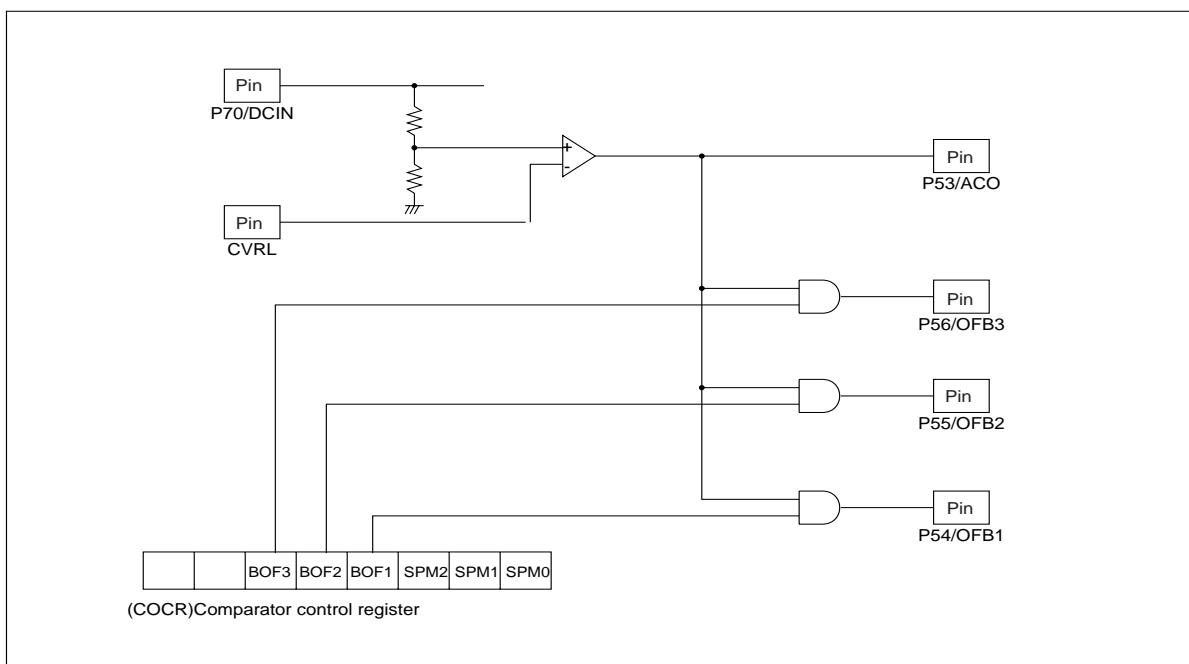 Pin
P70/DCIN
+
-
Pin
P53/ACO
Pin
CVRL
Pin
P56/OFB3
Pin
P55/OFB2
Pin
P54/OFB1
BOF3 BOF2 BOF1 SPM2 SPM1 SPM0
(COCR)Comparator control register